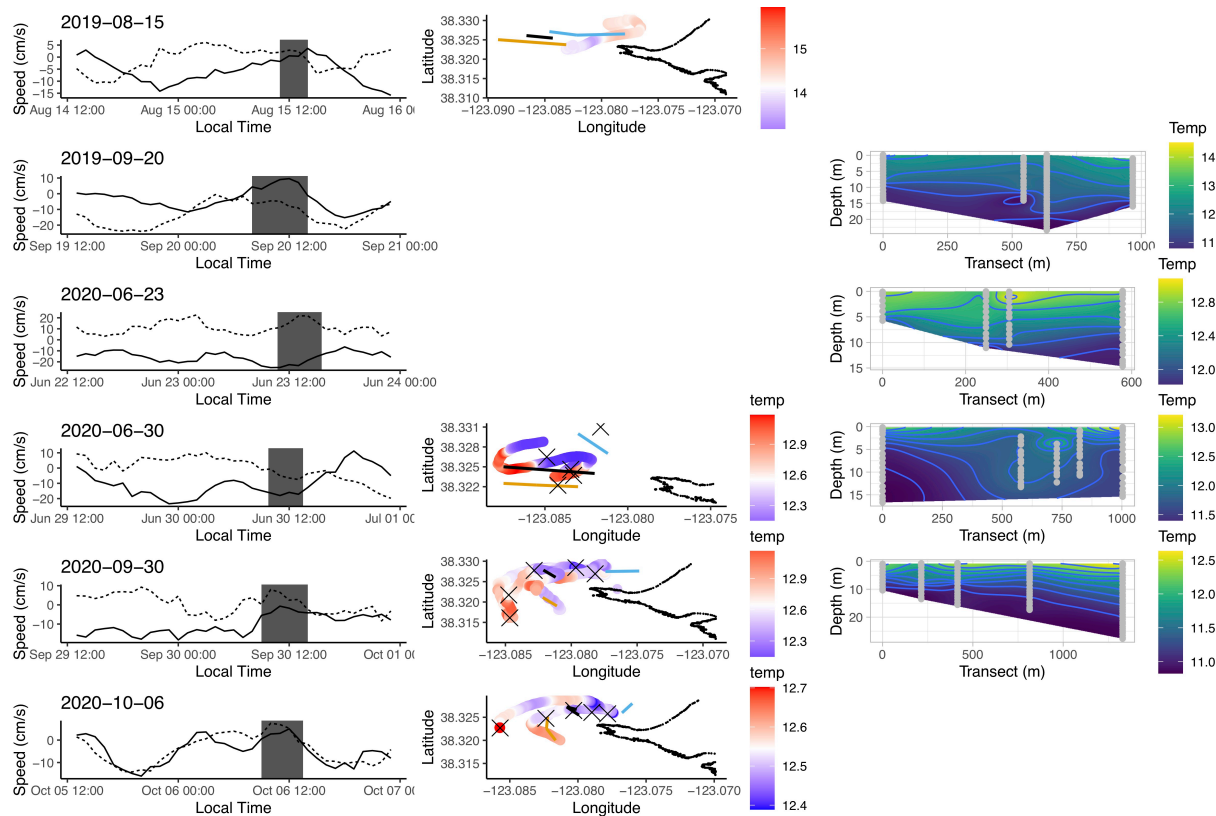 2019−08−15
Speed (cm/s)
5
0
−5
−10
−15
Aug 14 12:00 Aug 15 00:00 Aug 15 12:00 Aug 16 0
Local Time
Latitude
38.330
38.325
38.320
38.315
38.310
−123.090 −123.085 −123.080 −123.075 −123.070
Longitude
15
14
2019−09−20
Speed (cm/s)
10
0
−10
−20
Sep 19 12:00 Sep 20 00:00 Sep 20 12:00 Sep 21 00:00
Local Time
Depth (m)
0
5
10
15
20
0 250 500 750 1000
Transect (m)
Temp
14
13
12
11
2020−06−23
Speed (cm/s)
20
10
0
−10
−20
Jun 22 12:00 Jun 23 00:00 Jun 23 12:00 Jun 24 00:00
Local Time
Depth (m)
0
5
10
15
0 200 400 600
Transect (m)
Temp
12.8
12.4
12.0
2020−06−30
Speed (cm/s)
10
0
−10
−20
Jun 29 12:00 Jun 30 00:00 Jun 30 12:00 Jul 01 00
Local Time
Latitude
38.331
38.328
38.325
38.322
−123.085 −123.080 −123.075
Longitude
temp
12.9
12.6
12.3
Depth (m)
0
5
10
15
0 250 500 750 1000
Transect (m)
Temp
13.0
12.5
12.0
11.5
2020−09−30
Speed (cm/s)
10
0
−10
Sep 29 12:00 Sep 30 00:00 Sep 30 12:00 Oct 01 0
Local Time
Latitude
38.330
38.325
38.320
38.315
−123.085 −123.080 −123.075 −123.070
Longitude
temp
12.9
12.6
12.3
Depth (m)
0
10
20
0 500 1000
Transect (m)
Temp
12.5
12.0
11.5
11.0
2020−10−06
Speed (cm/s)
0
−10
Oct 05 12:00 Oct 06 00:00 Oct 06 12:00 Oct 07 0
Local Time
Latitude
38.325
38.320
38.315
−123.085 −123.080 −123.075 −123.070
Longitude
temp
12.7
12.6
12.5
12.4